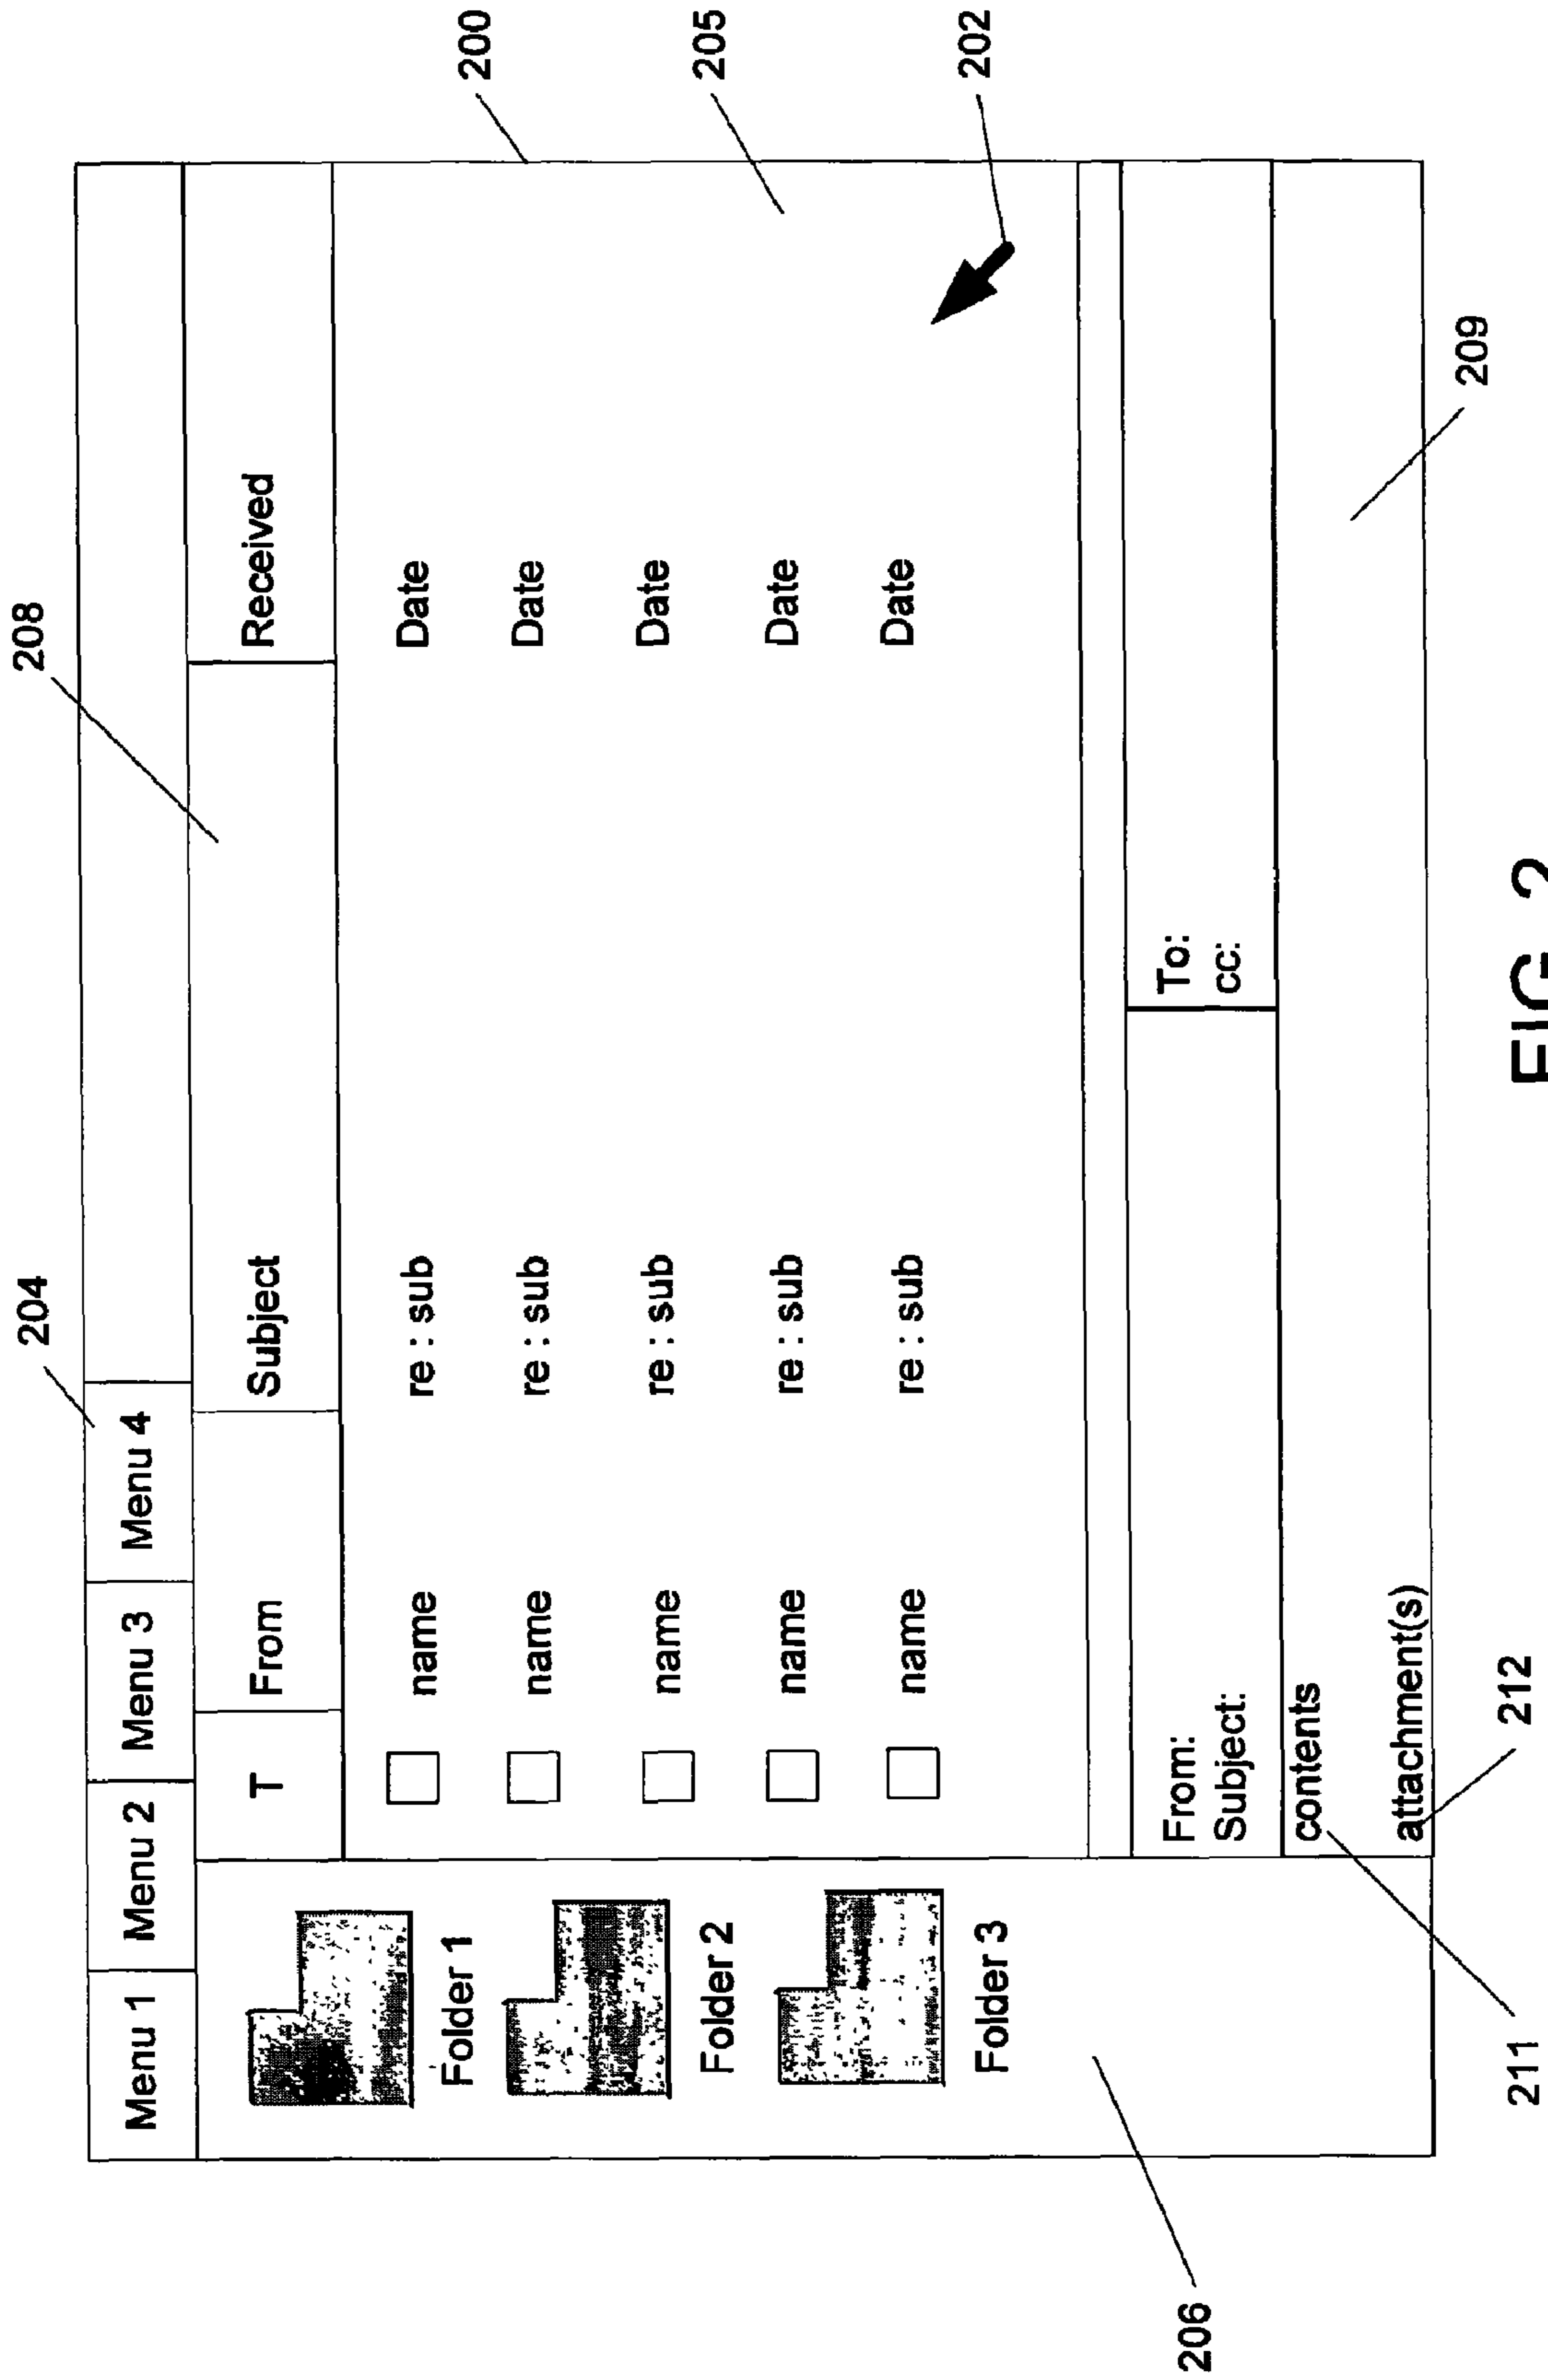 204
208
Menu 1 Menu 2 Menu 3 Menu 4
T From Subject Received
200
name re : sub Date
Folder 1
name re : sub Date
name re : sub Date
205
Folder 2
name re : sub Date
name re : sub Date
202
Folder 3
From: To:
Subject: cc:
206
contents
attachment(s)
209
211
212
FIG. 2